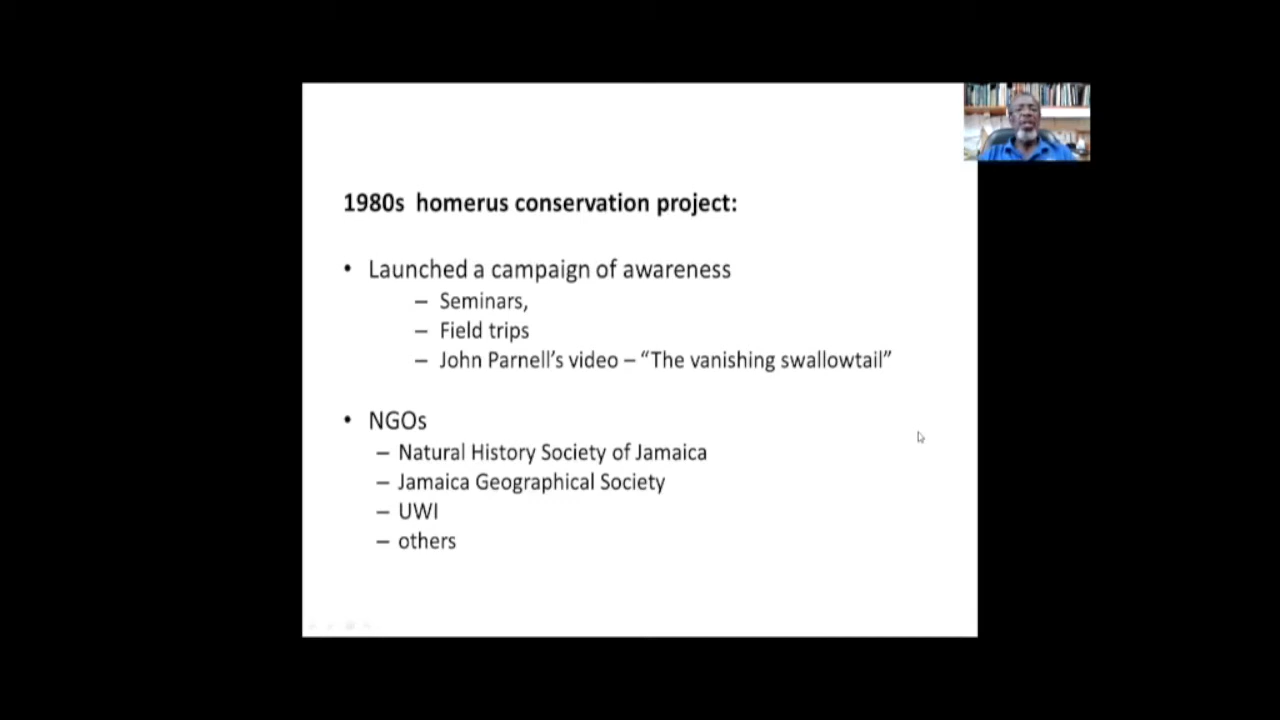 1980s homerus conservation project:
• Launched a campaign of awareness
– Seminars,
– Field trips
– John Parnell's video – “The vanishing swallowtail”
• NGOs
– Natural History Society of Jamaica
– Jamaica Geographical Society
– UWI
– others